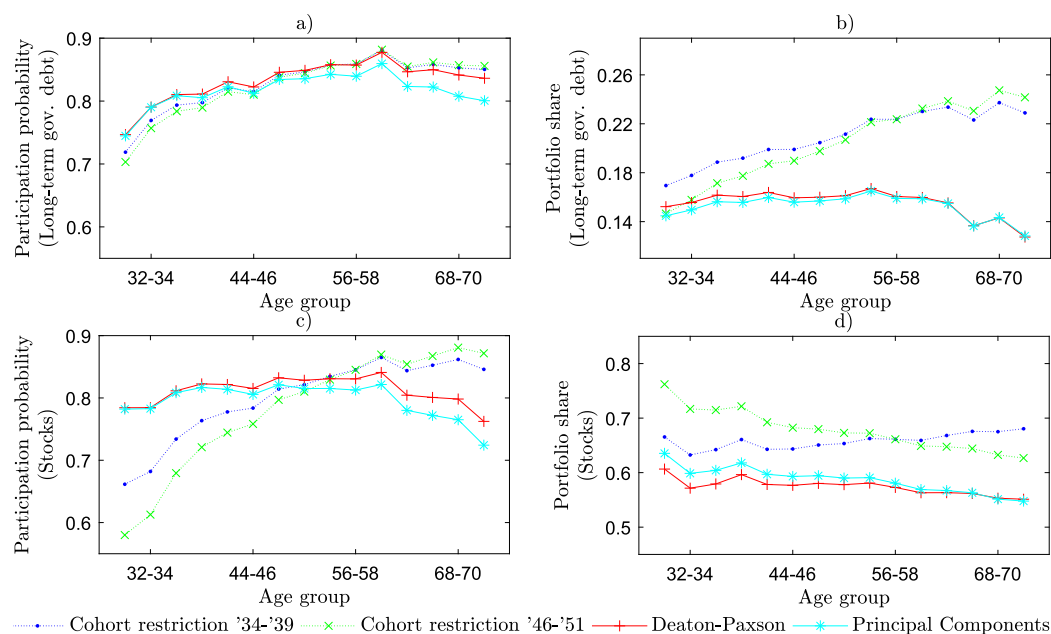 a)
Participation probability
(Long-term gov. debt)
0.9
0.8
0.7
0.6
32-34
44-46
56-58
68-70
Age group
b)
Portfolio share
(Long-term gov. debt)
0.26
0.22
0.18
0.14
32-34
44-46
56-58
68-70
Age group
c)
Participation probability
(Stocks)
0.9
0.8
0.7
0.6
32-34
44-46
56-58
68-70
Age group
d)
Portfolio share
(Stocks)
0.8
0.7
0.6
0.5
32-34
44-46
56-58
68-70
Age group
Cohort restriction '34-'39
Cohort restriction '46-'51
Deaton-Paxson
Principal Components